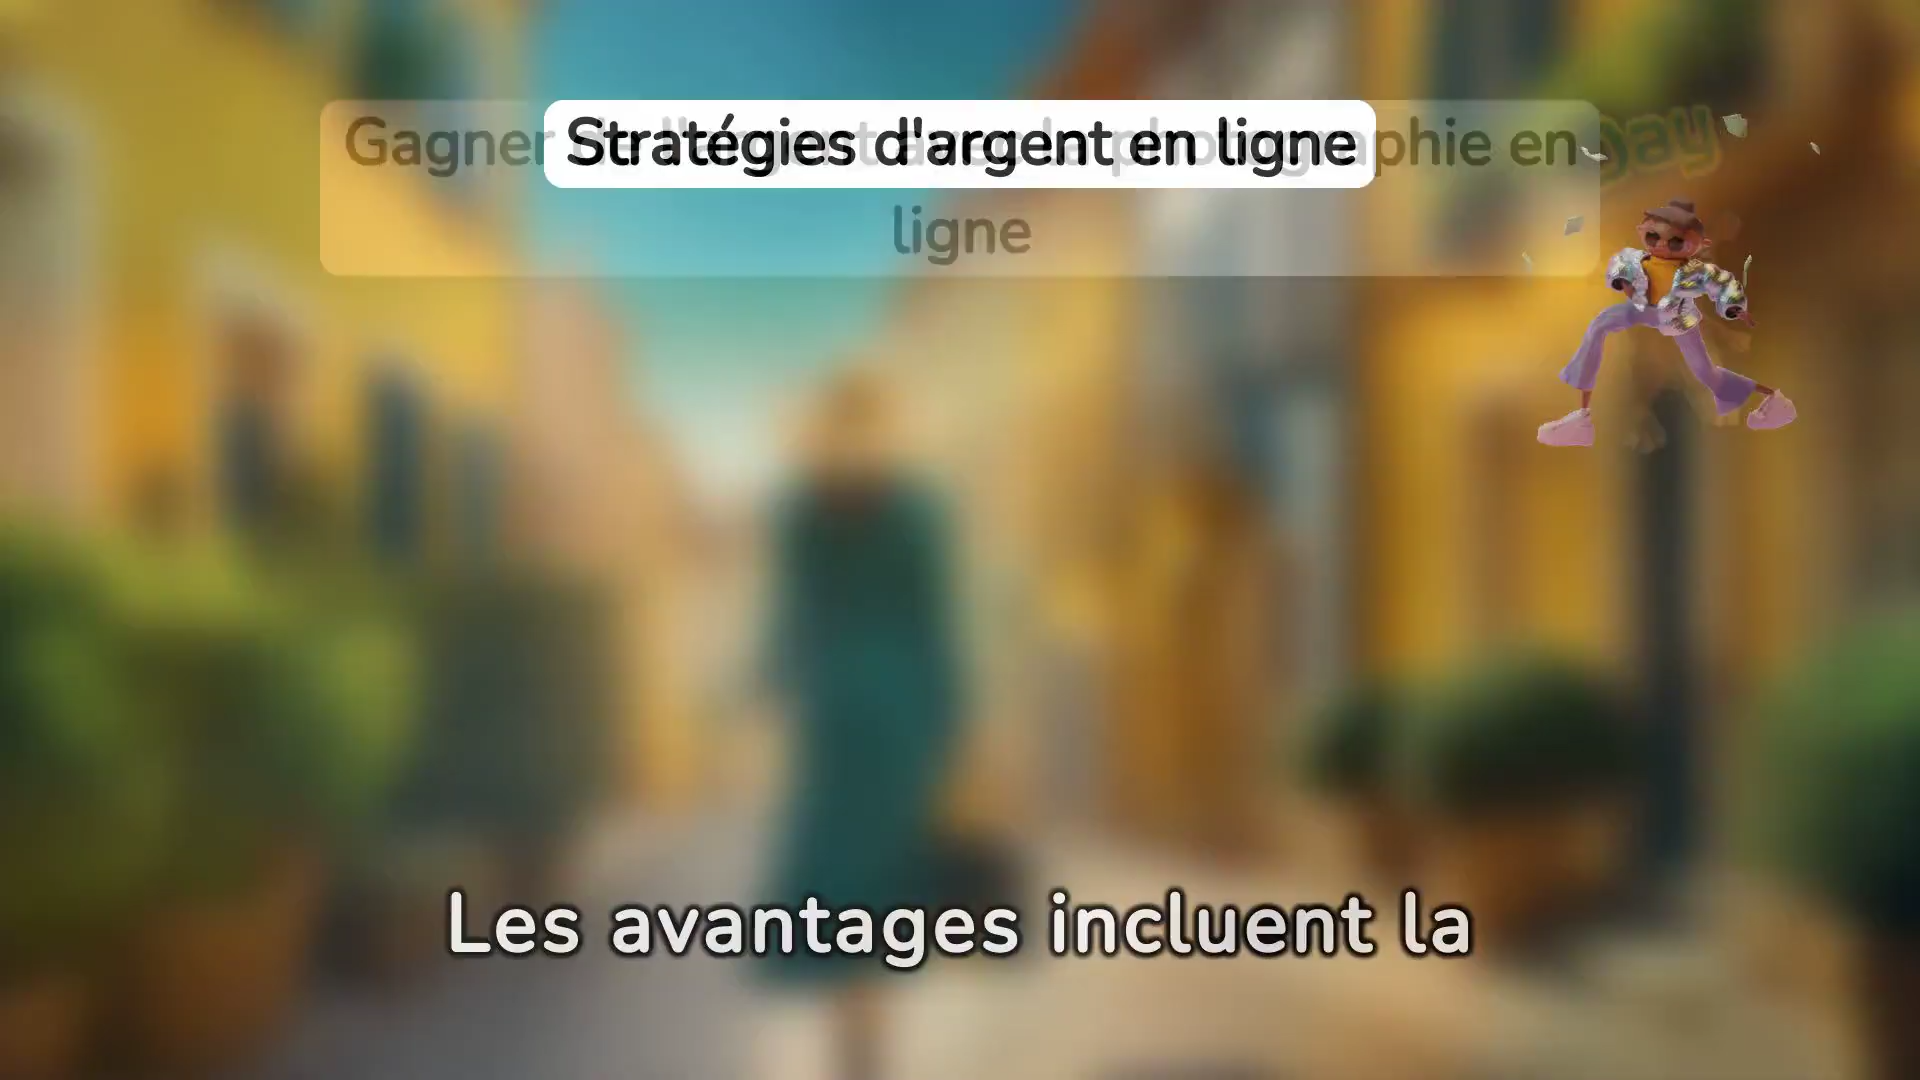 Stratégies d'argent en ligne
Gagner phie en
ligne
Les avantages incluent la